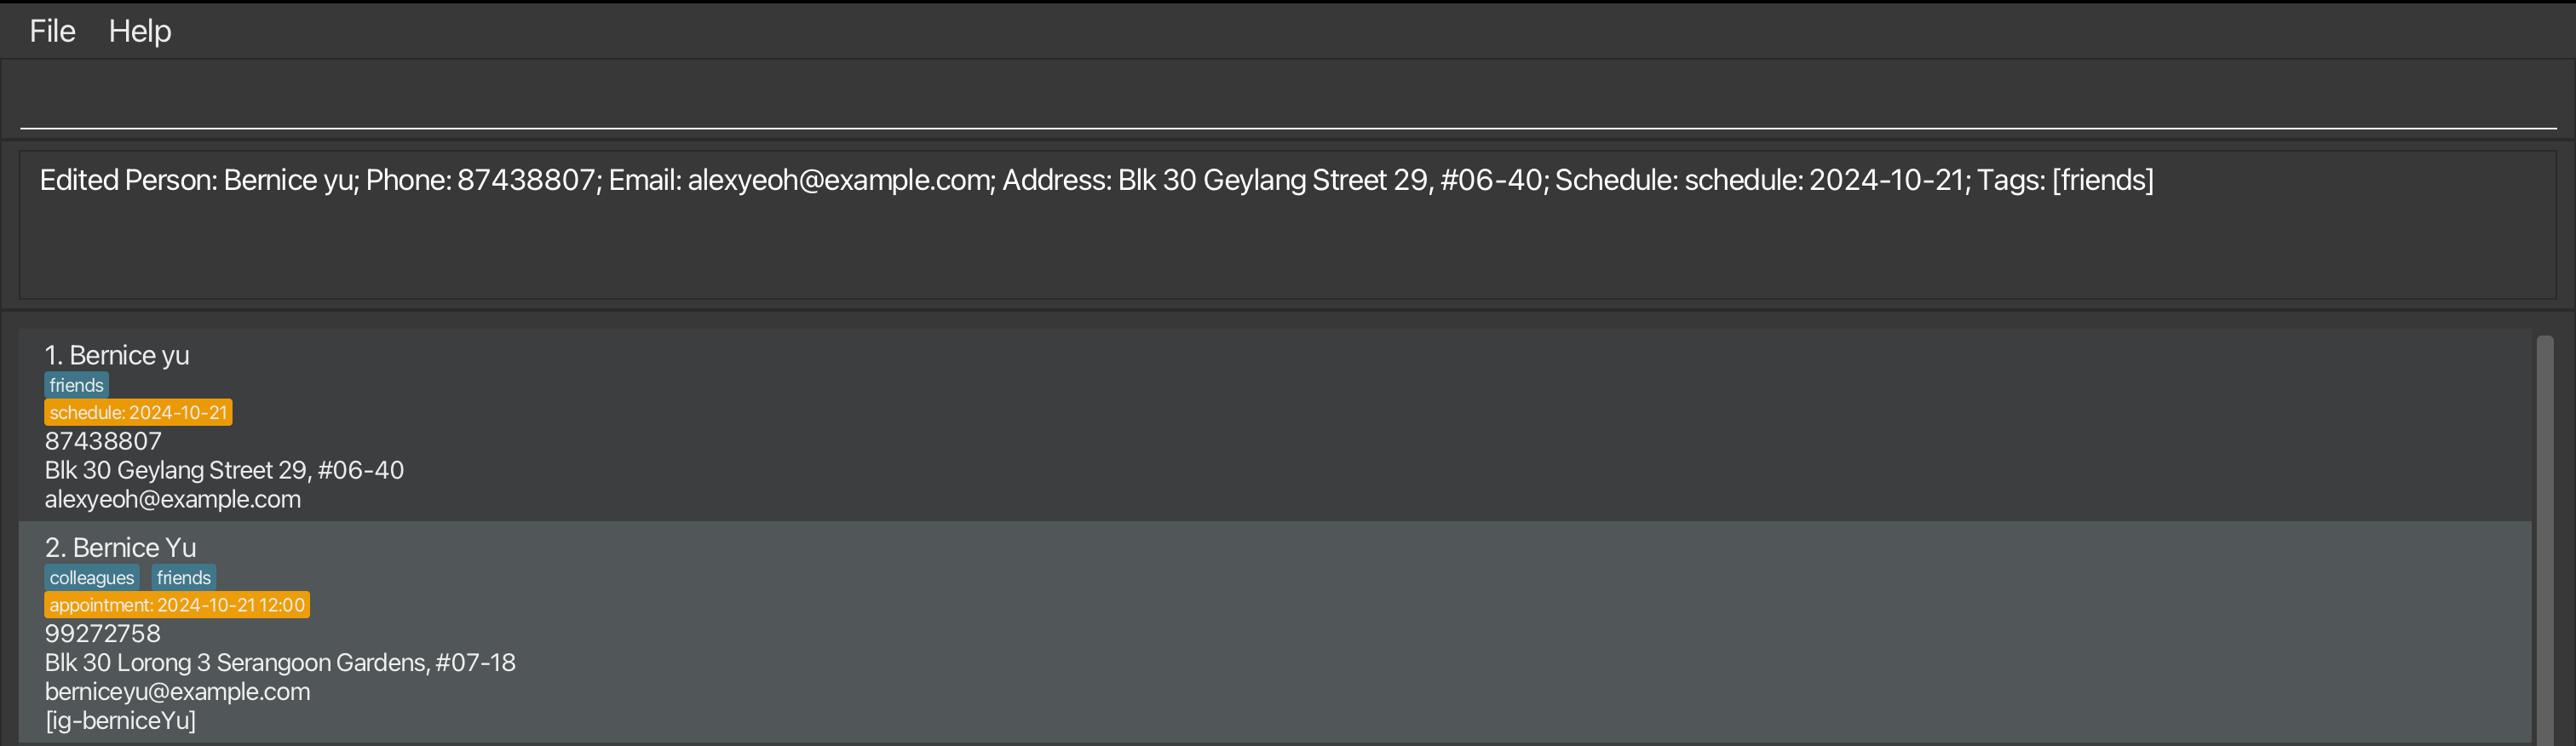 File Help
Edited Person: Bernice yu; Phone: 87438807; Email: alexyeoh@example.com; Address: Blk 30 Geylang Street 29, #06-40; Schedule: schedule: 2024-10-21; Tags: [friends]
1. Bernice yu
friends
schedule: 2024-10-21
87438807
Blk 30 Geylang Street 29, #06-40
alexyeoh@example.com
2. Bernice Yu
colleagues friends
appointment: 2024-10-21 12:00
99272758
Blk 30 Lorong 3 Serangoon Gardens, #07-18
berniceyu@example.com
[ig-berniceYu]